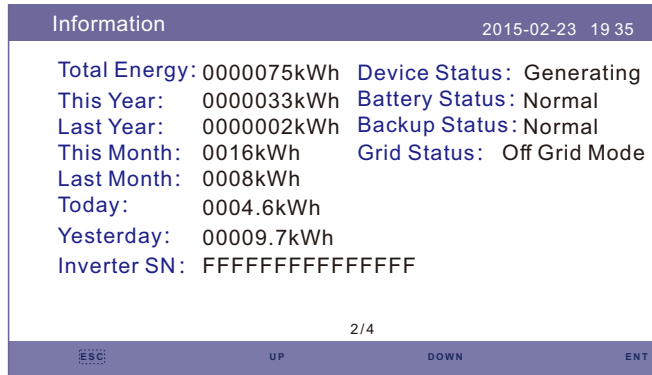 Information 2015-02-23 19 35
Total Energy: 0000075kWh Device Status: Generating
This Year: 0000033kWh Battery Status: Normal
Last Year: 0000002kWh Backup Status: Normal
This Month: 0016kWh Grid Status: Off Grid Mode
Last Month: 0008kWh
Today: 0004.6kWh
Yesterday: 00009.7kWh
Inverter SN: FFFFFFFFFFFFFFF
2/4
ESC UP DOWN ENT